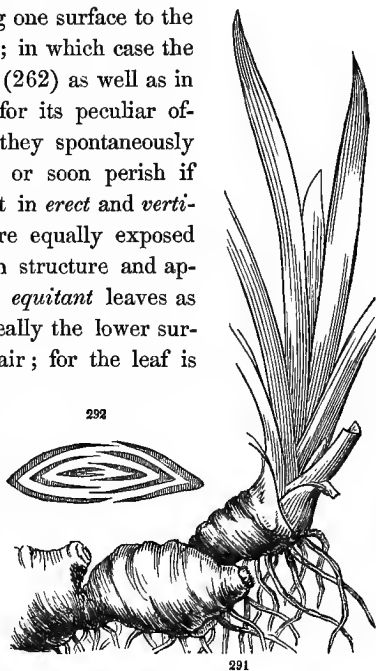 g one surface to the
; in which case the
(262) as well as in
for its peculiar of-
they spontaneously
or soon perish if
t in erect and verti-
re equally exposed
n structure and ap-
equitant leaves as
eally the lower sur-
air; for the leaf is
292
291